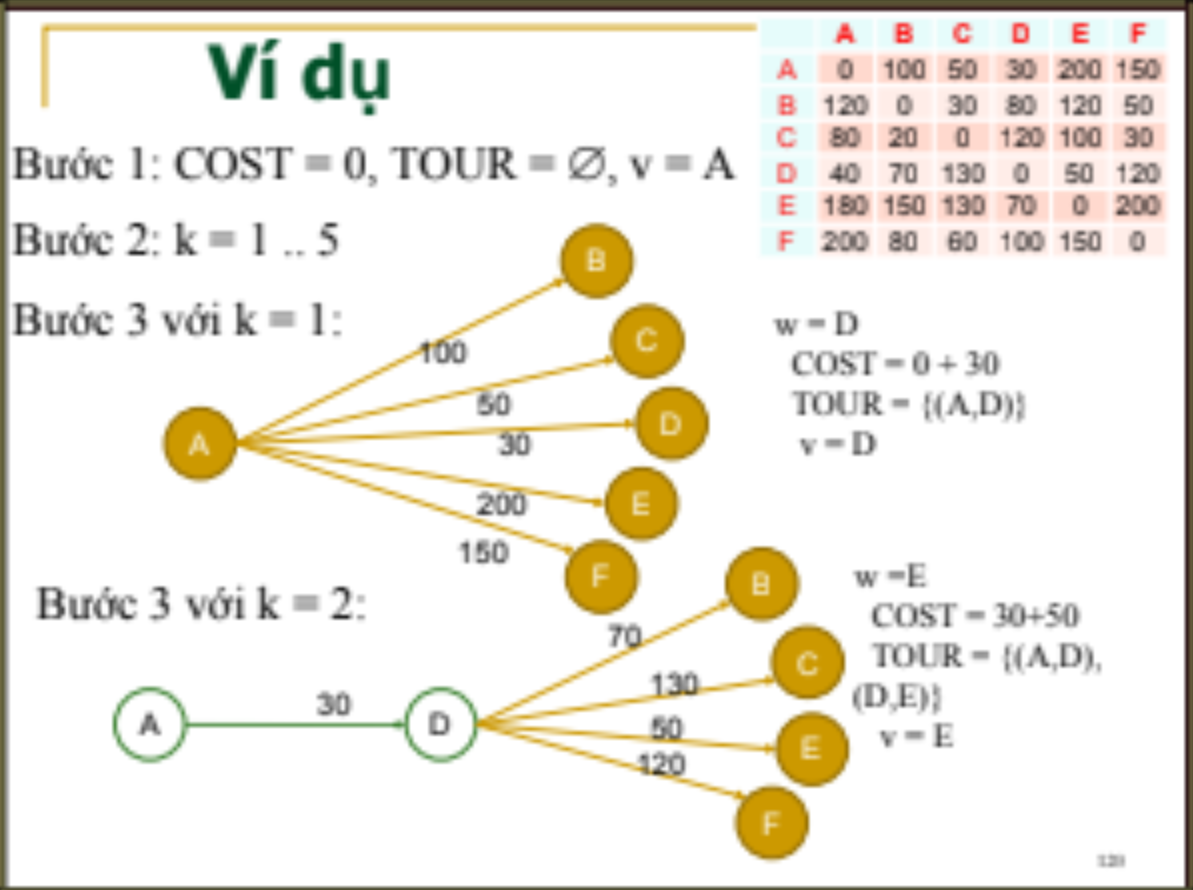 Ví dụ
A B C D E F
A 0 100 50 30 200 150
B 120 0 30 80 120 50
C 80 20 0 120 100 30
D 40 70 130 0 50 120
E 180 150 130 70 0 200
F 200 80 60 100 150 0
Bước 1: COST = 0, TOUR = ∅, v = A
Bước 2: k = 1 .. 5
Bước 3 với k = 1:
A
B
C
D
E
F
100
50
30
200
150
w = D
COST = 0 + 30
TOUR = {(A,D)}
v = D
Bước 3 với k = 2:
A
30
D
B
C
E
F
70
130
50
120
w =E
COST = 30+50
TOUR = {(A,D),
(D,E)}
v = E